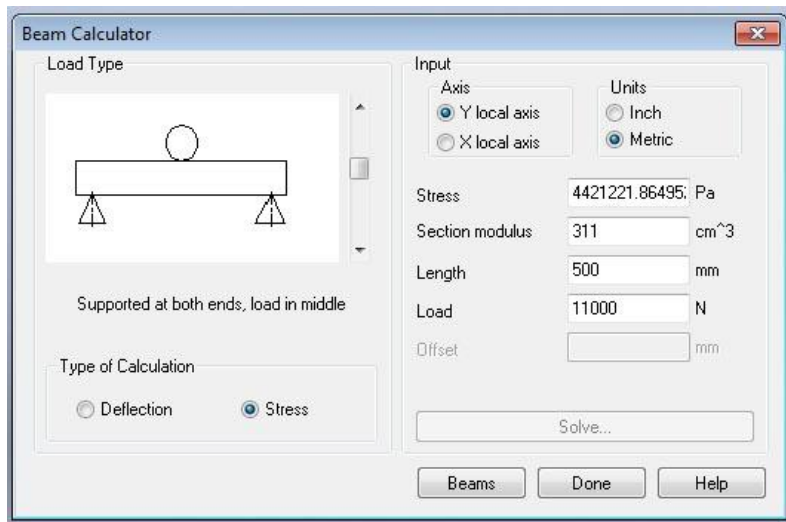 Beam Calculator
Load Type
Supported at both ends, load in middle
Type of Calculation
Deflection
Stress
Input
Axis
Y local axis
X local axis
Units
Inch
Metric
Stress 4421221.86495: Pa
Section modulus 311 cm^3
Length 500 mm
Load 11000 N
Offset mm
Solve...
Beams Done Help